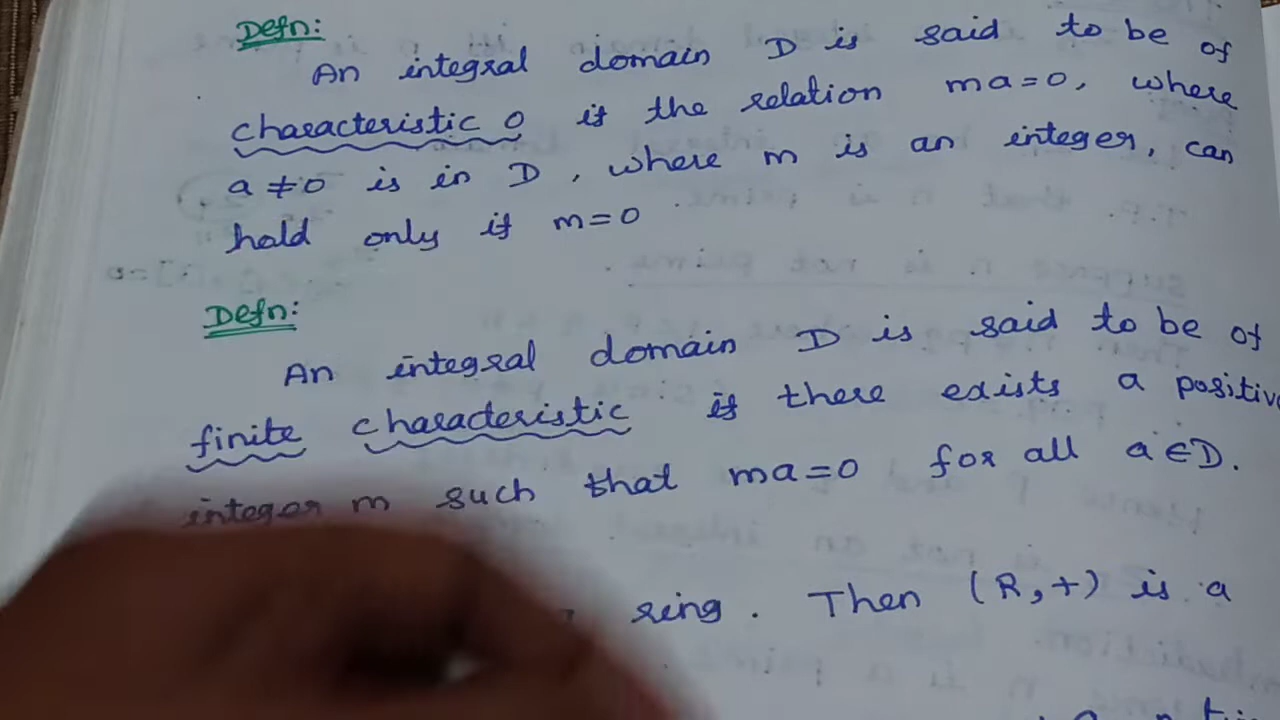 Defn:
An integral domain D is said to be of
characteristic 0 if the relation ma=0, where
a≠0 is in D, where m is an integer, can
hold only if m=0
Defn:
An integral domain D is said to be of
finite characteristic if there exists a positive
integer m such that ma=0 for all a∈D.
ring. Then (R,+) is a